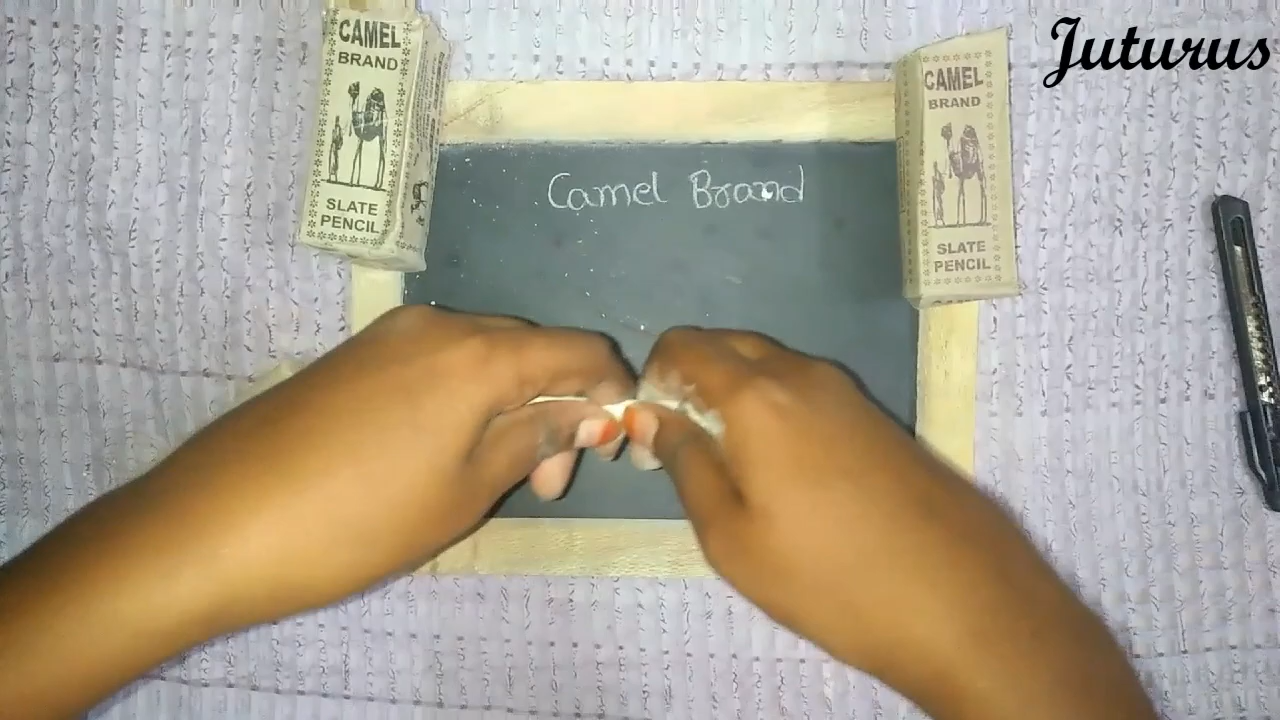 CAMEL
BRAND
SLATE
PENCIL
Camel Brand
CAMEL
BRAND
SLATE
PENCIL
Juturus